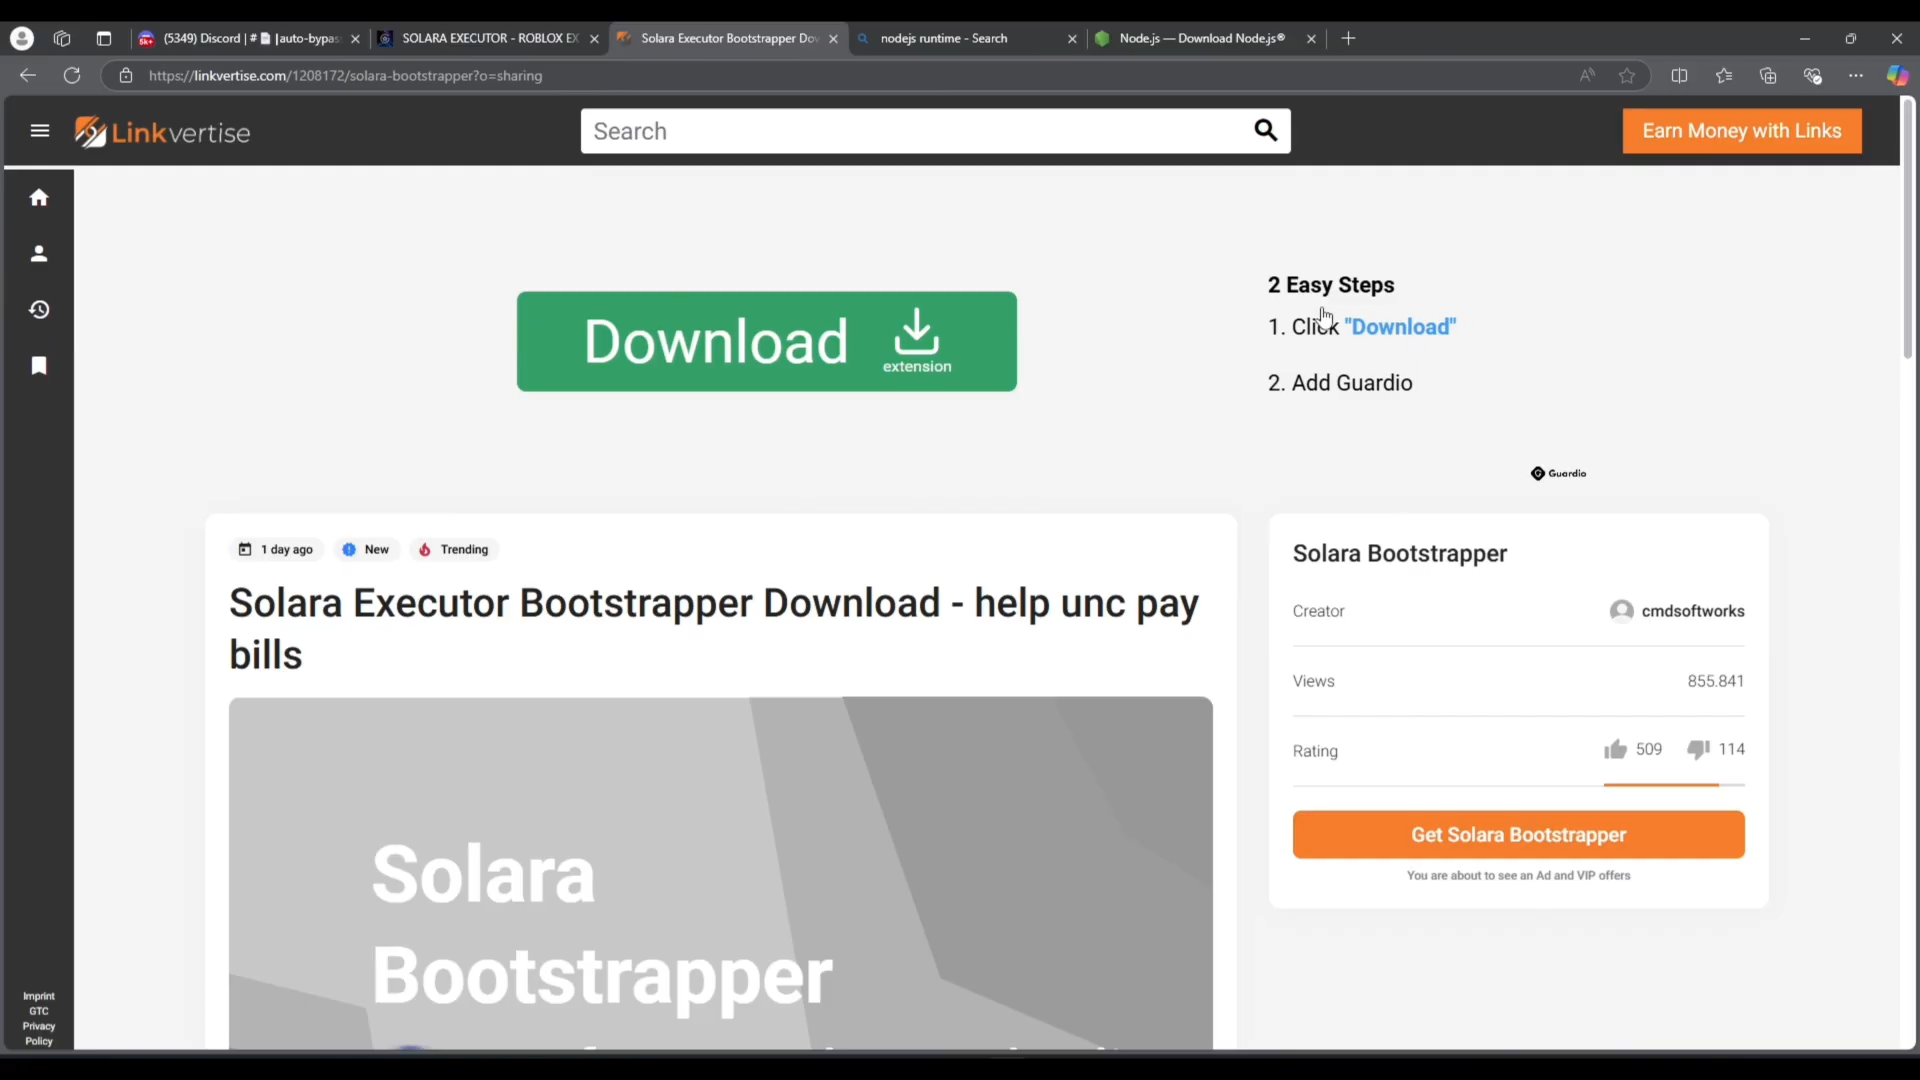 5k+
(5349) Discord | # | |auto-bypas
SOLARA EXECUTOR - ROBLOX EX
Solara Executor Bootstrapper Dov
nodejs runtime - Search
Node.js — Download Node.js®
https://linkvertise.com/1208172/solara-bootstrapper?o=sharing
Linkvertise
Search
Earn Money with Links
Download
extension
2 Easy Steps
1. Click "Download"
2. Add Guardio
Guardio
1 day ago
New
Trending
Solara Executor Bootstrapper Download - help unc pay
bills
Solara
Bootstrapper
Solara Bootstrapper
Creator
cmdsoftworks
Views
855.841
Rating
509
114
Get Solara Bootstrapper
You are about to see an Ad and VIP offers
Imprint
GTC
Privacy
Policy